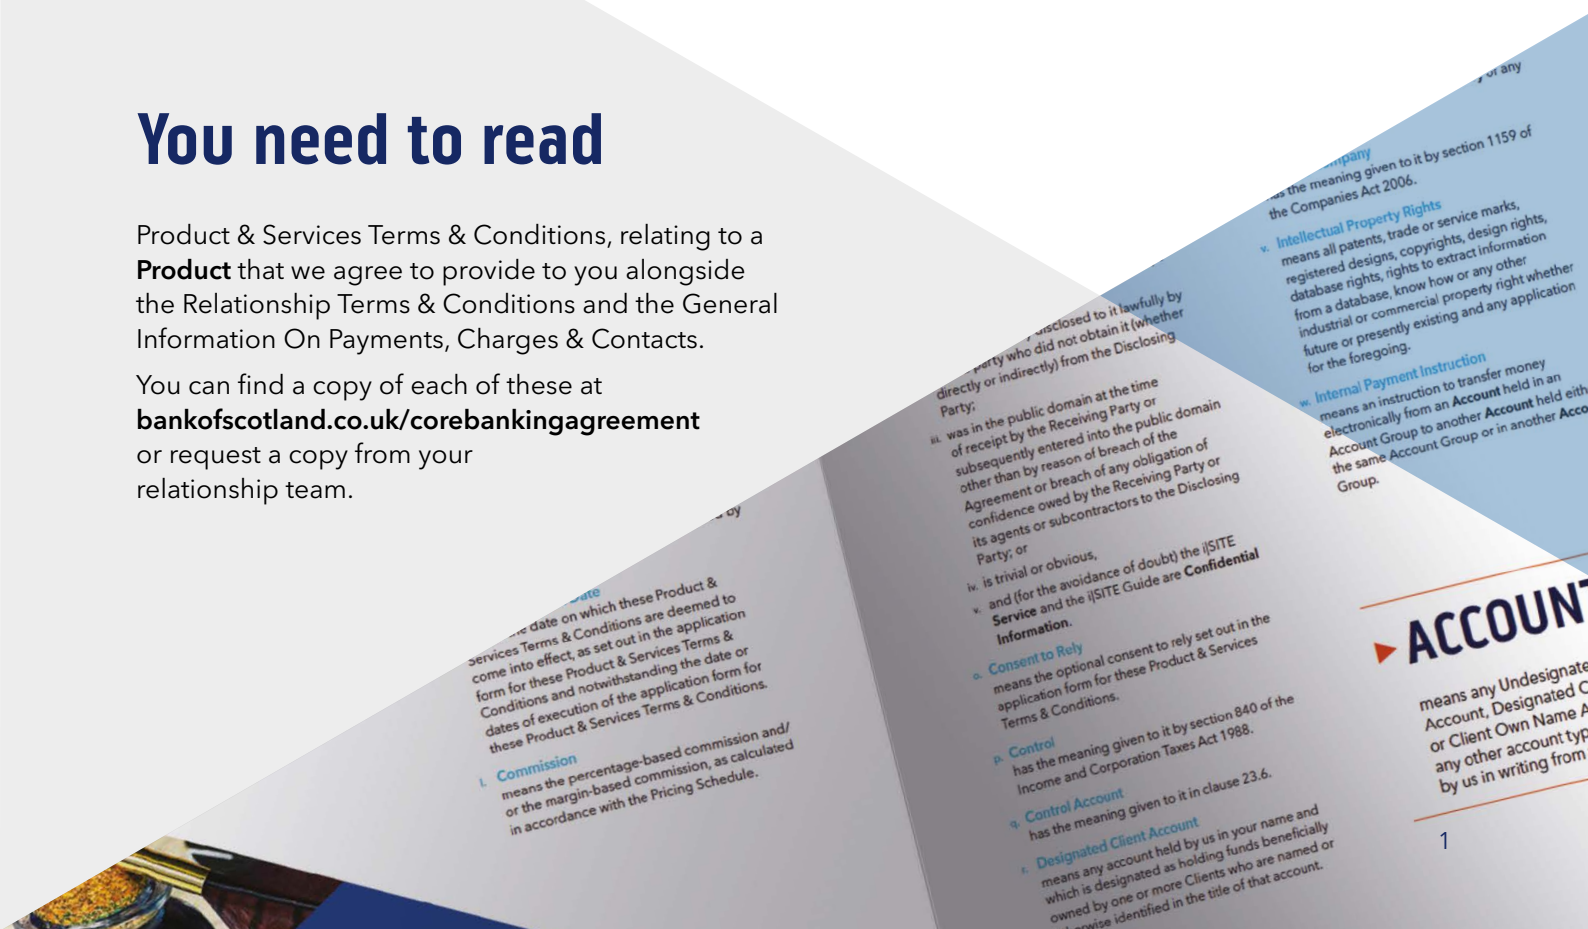 You need to read
Product & Services Terms & Conditions, relating to a
Product that we agree to provide to you alongside
the Relationship Terms & Conditions and the General
Information On Payments, Charges & Contacts.
You can find a copy of each of these at
bankofscotland.co.uk/corebankingagreement
or request a copy from your
relationship team.
by
Date
date on which these Product &
Services Terms & Conditions are deemed to
come into effect, as set out in the application
form for these Product & Services Terms &
Conditions and notwithstanding the date or
dates of execution of the application form for
these Product & Services Terms & Conditions.
l. Commission
means the percentage-based commission and/
or the margin-based commission, as calculated
in accordance with the Pricing Schedule.
disclosed to it lawfully by
party who did not obtain it (whether
directly or indirectly) from the Disclosing
Party;
iii. was in the public domain at the time
of receipt by the Receiving Party or
subsequently entered into the public domain
other than by reason of breach of the
Agreement or breach of any obligation of
confidence owed by the Receiving Party or
its agents or subcontractors to the Disclosing
Party; or
iv. is trivial or obvious,
v. and (for the avoidance of doubt) the i|SITE
Service and the i|SITE Guide are Confidential
Information.
o. Consent to Rely
means the optional consent to rely set out in the
application form for these Product & Services
Terms & Conditions.
p. Control
has the meaning given to it by section 840 of the
Income and Corporation Taxes Act 1988.
q. Control Account
has the meaning given to it in clause 23.6.
r. Designated Client Account
means any account held by us in your name and
which is designated as holding funds beneficially
owned by one or more Clients who are named or
identified in the title of that account.
or any
has the meaning given to it by section 1159 of
the Companies Act 2006.
v. Intellectual Property Rights
means all patents, trade or service marks,
registered designs, copyrights, design rights,
database rights, rights to extract information
from a database, know how or any other
industrial or commercial property right whether
future or presently existing and any application
for the foregoing.
w. Internal Payment Instruction
means an instruction to transfer money
electronically from an Account held in an
Account Group to another Account held eith
the same Account Group or in another Acco
Group.
ACCOUNT
means any Undesignate
Account, Designated C
or Client Own Name A
any other account typ
by us in writing from
1